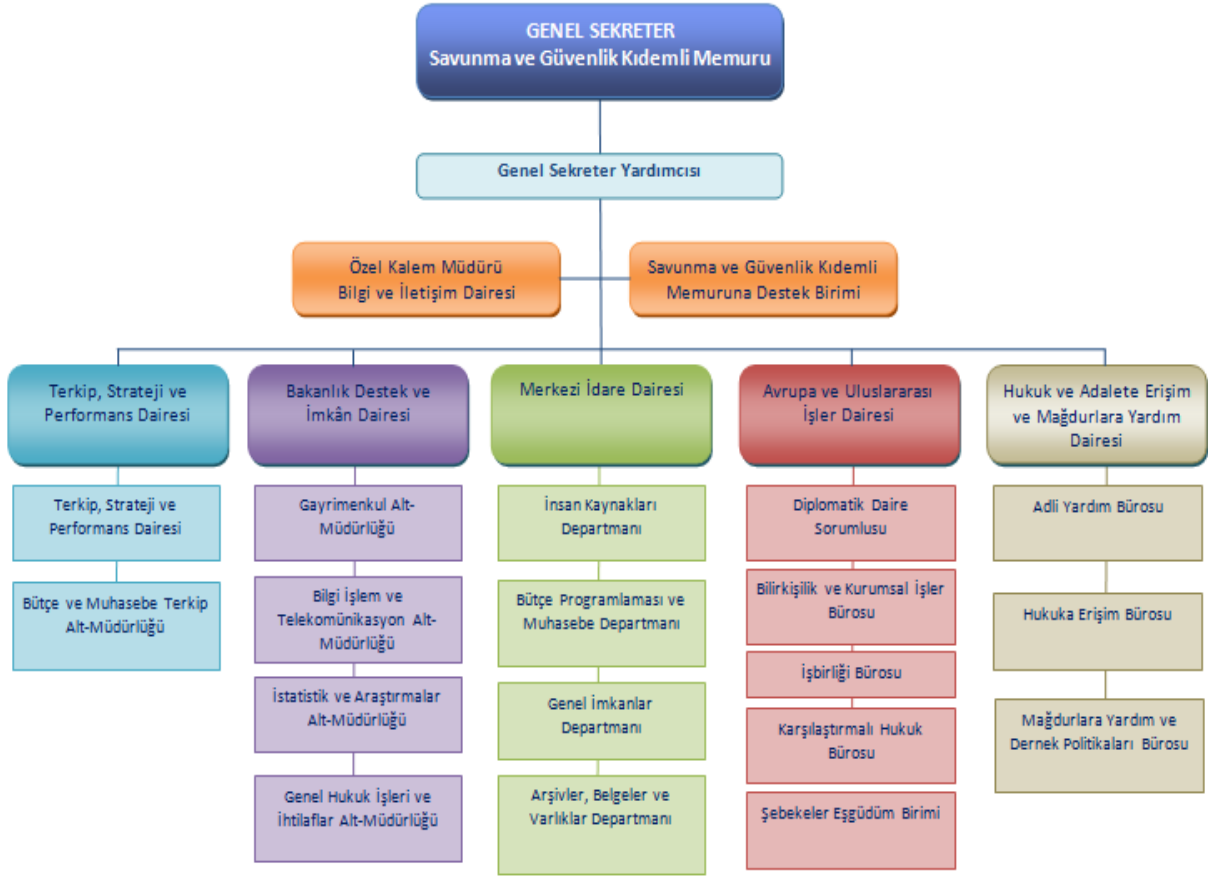 GENEL SEKRETER
Savunma ve Güvenlik Kıdemli Memuru
Genel Sekreter Yardımcısı
Özel Kalem Müdürü
Bilgi ve İletişim Dairesi
Savunma ve Güvenlik Kıdemli
Memuruna Destek Birimi
Terkip, Strateji ve
Performans Dairesi
Terkip, Strateji ve
Performans Dairesi
Bütçe ve Muhasebe Terkip
Alt-Müdürlüğü
Bakanlık Destek ve
İmkân Dairesi
Gayrimenkul Alt-
Müdürlüğü
Bilgi İşlem ve
Telekomünikasyon Alt-
Müdürlüğü
İstatistik ve Araştırmalar
Alt-Müdürlüğü
Genel Hukuk İşleri ve
İhtilaflar Alt-Müdürlüğü
Merkezi İdare Dairesi
İnsan Kaynakları
Departmanı
Bütçe Programlaması ve
Muhasebe Departmanı
Genel İmkanlar
Departmanı
Arşivler, Belgeler ve
Varlıklar Departmanı
Avrupa ve Uluslararası
İşler Dairesi
Diplomatik Daire
Sorumlusu
Bilirkişilik ve Kurumsal İşler
Bürosu
İşbirliği Bürosu
Karşılaştırmalı Hukuk
Bürosu
Şebekeler Eşgüdüm Birimi
Hukuk ve Adalete Erişim
ve Mağdurlara Yardım
Dairesi
Adli Yardım Bürosu
Hukuka Erişim Bürosu
Mağdurlara Yardım ve
Dernek Politikaları Bürosu